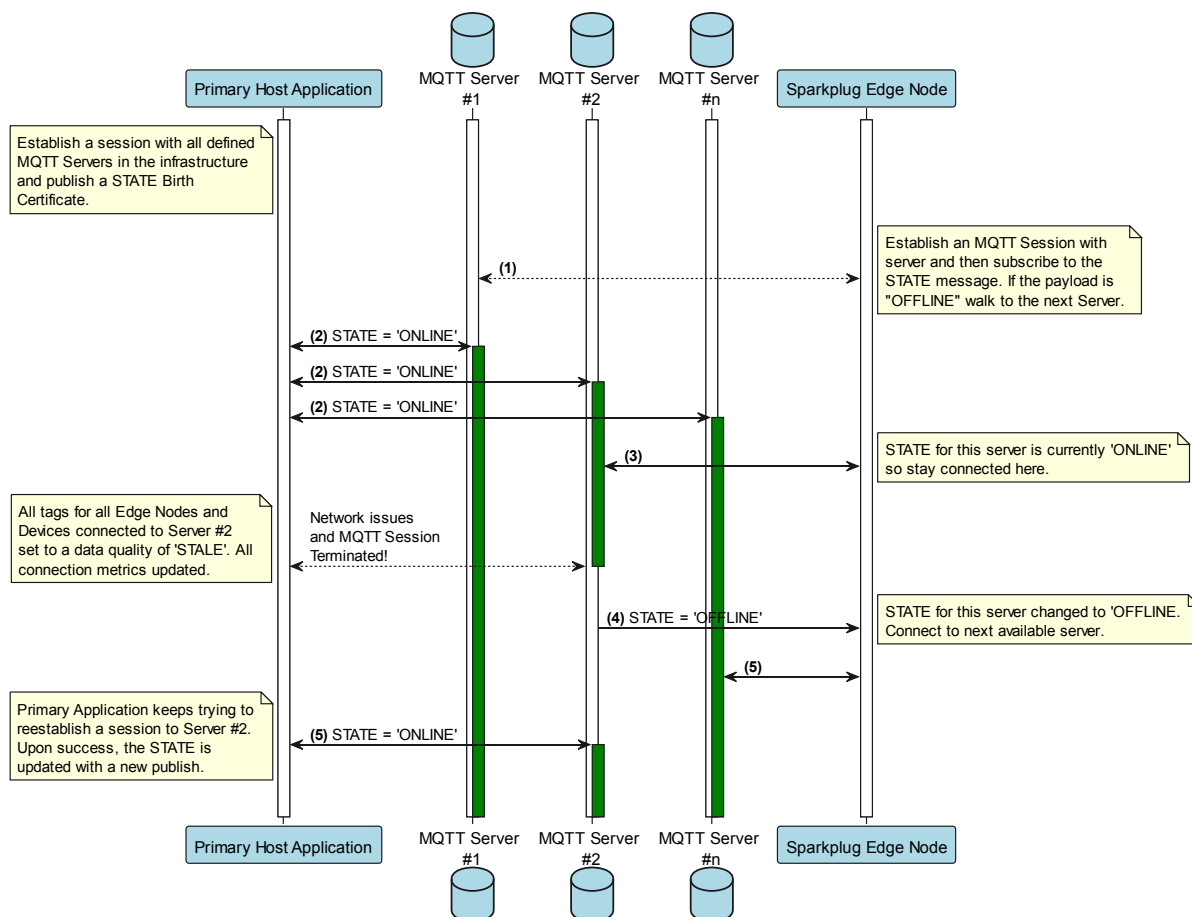 MQTT Server
#1
MQTT Server
#2
MQTT Server
#n
Primary Host Application
Sparkplug Edge Node
Establish a session with all defined
MQTT Servers in the infrastructure
and publish a STATE Birth
Certificate.
Establish an MQTT Session with
server and then subscribe to the
STATE message. If the payload is
"OFFLINE" walk to the next Server.
(1)
(2) STATE = 'ONLINE'
(2) STATE = 'ONLINE'
(2) STATE = 'ONLINE'
STATE for this server is currently 'ONLINE'
so stay connected here.
(3)
All tags for all Edge Nodes and
Devices connected to Server #2
set to a data quality of 'STALE'. All
connection metrics updated.
Network issues
and MQTT Session
Terminated!
(4) STATE = 'OFFLINE'
STATE for this server changed to 'OFFLINE.
Connect to next available server.
(5)
Primary Application keeps trying to
reestablish a session to Server #2.
Upon success, the STATE is
updated with a new publish.
(5) STATE = 'ONLINE'
Primary Host Application
MQTT Server
#1
MQTT Server
#2
MQTT Server
#n
Sparkplug Edge Node